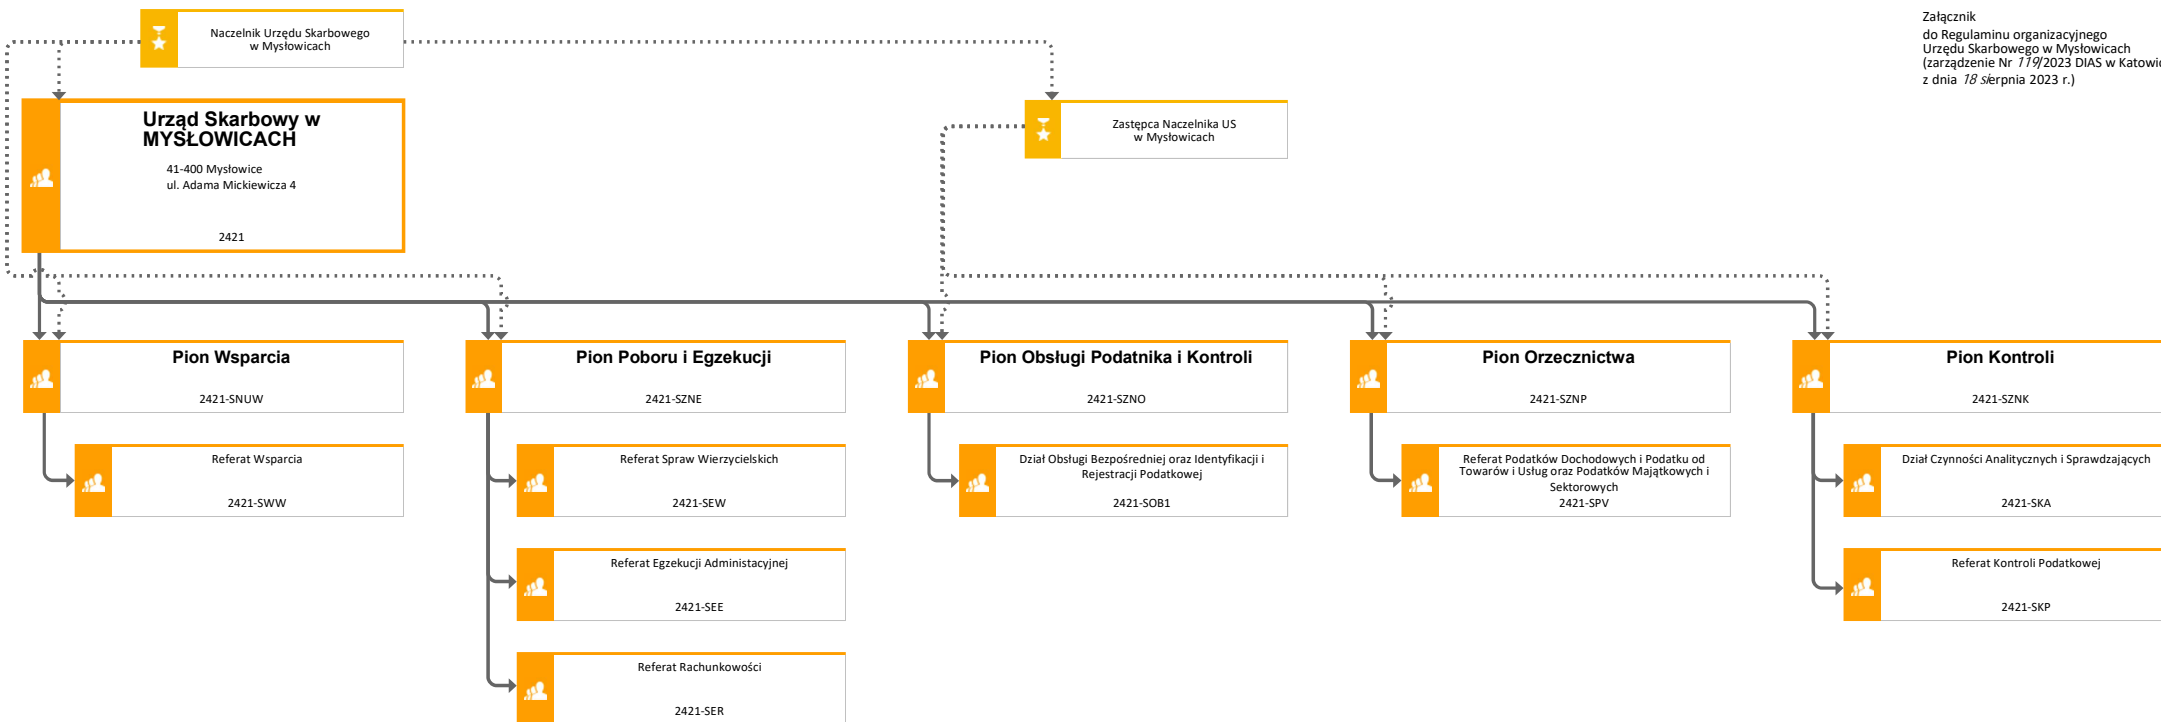 Załącznik
do Regulaminu organizacyjnego
Urzędu Skarbowego w Mysłowicach
(zarządzenie Nr 119/2023 DIAS w
z dnia 18 sierpnia 2023 r.)
Naczelnik Urzędu Skarbowego
w Mysłowicach
Urząd Skarbowy w
MYSŁOWICACH
41-400 Mysłowice
ul. Adama Mickiewicza 4
2421
Zastępca Naczelnika US
w Mysłowicach
Pion Wsparcia
2421-SNUW
Pion Poboru i Egzekucji
2421-SZNE
Pion Obsługi Podatnika i Kontroli
2421-SZNO
Pion Orzecznictwa
2421-SZNP
Pion Kontroli
2421-SZNK
Referat Wsparcia
2421-SWW
Referat Spraw Wierzycielskich
2421-SEW
Dział Obsługi Bezpośredniej oraz Identyfikacji i
Rejestracji Podatkowej
2421-SOB1
Referat Podatków Dochodowych i Podatku od
Towarów i Usług oraz Podatków Majątkowych i
Sektorowych
2421-SPV
Dział Czynności Analitycznych i Sprawdzających
2421-SKA
Referat Egzekucji Administacyjnej
2421-SEE
Referat Kontroli Podatkowej
2421-SKP
Referat Rachunkowości
2421-SER